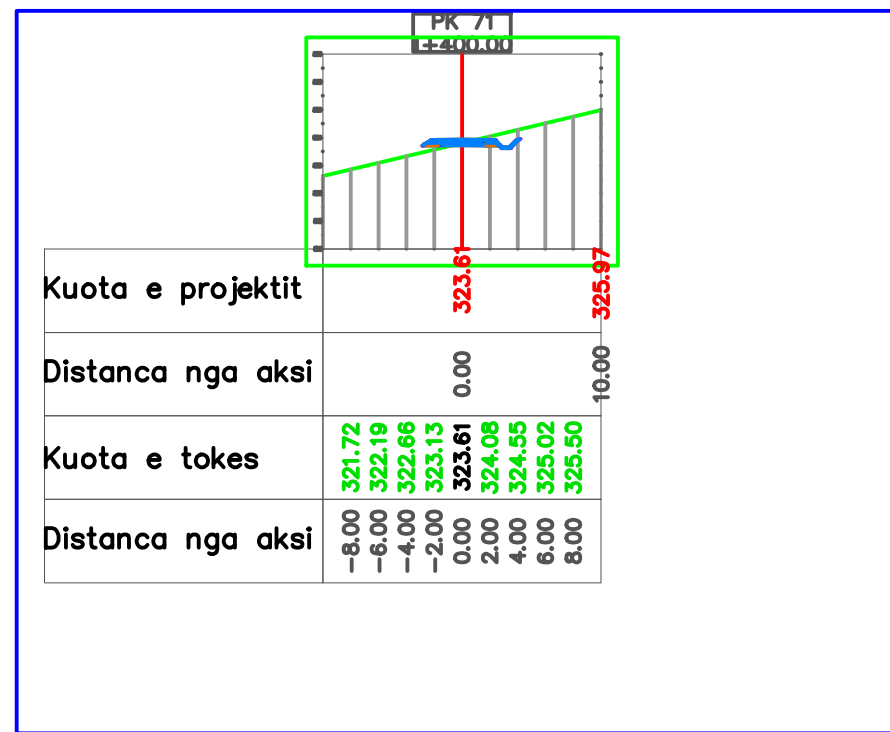 PK 71
1+400.00
Kuota e projektit 323.61 325.97
Distanca nga aksi 0.00 10.00
Kuota e tokes 321.72 322.19 322.66 323.13 323.61 324.08 324.55 325.02 325.50
Distanca nga aksi -8.00 -6.00 -4.00 -2.00 0.00 2.00 4.00 6.00 8.00